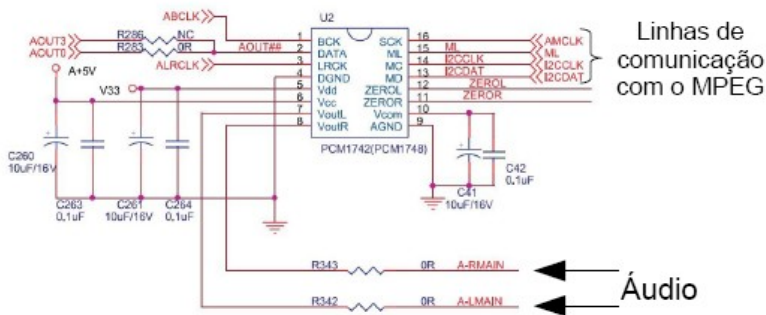 ABCLK
U2
R286 NC
AOUT3
AOUT0
R283 0R
AOUT##
ALRCLK
A+5V
V33
1 BCK SCK 16
2 DATA ML 15
3 LRCK MC 14
4 DGND MD 13
5 Vdd ZEROL 12
6 Vcc ZEROR 11
7 VoutL Vcom 10
8 VoutR AGND 9
PCM1742(PCM1748)
AMCLK
ML ML
I2CCLK I2CCLK
I2CDAT I2CDAT
ZEROL
ZEROR
Linhas de
comunicação
com o MPEG
C260
10uF/16V
C263
0.1uF
C261
10uF/16V
C264
0.1uF
C41
10uF/16V
C42
0.1uF
R343 0R A-RMAIN
R342 0R A-LMAIN
Áudio